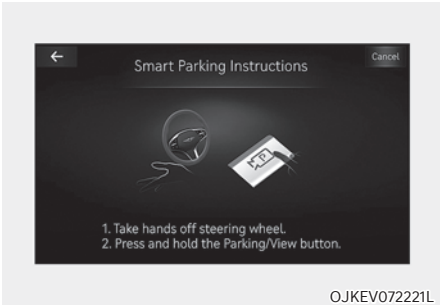 Smart Parking Instructions
Cancel
P
1. Take hands off steering wheel.
2. Press and hold the Parking/View button.
OJKEV072221L